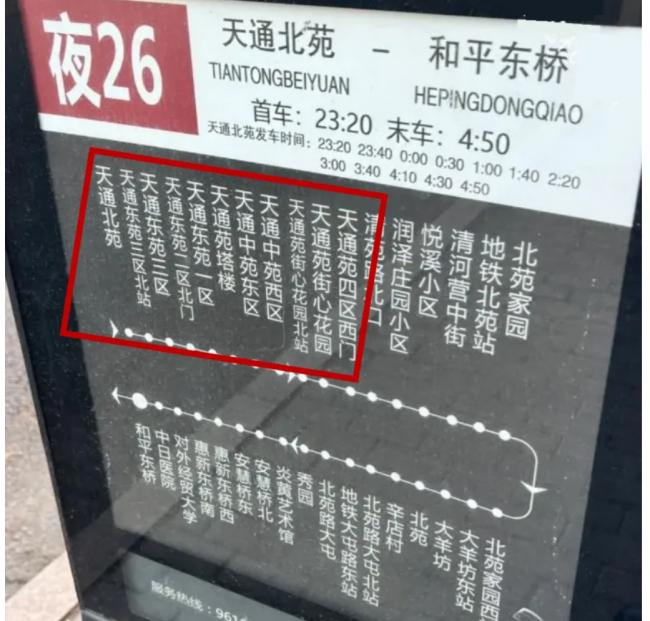 夜26
天通北苑 – 和平东桥
TIANTONGBEIYUAN
HEPINGDONGQIAO
首车: 23:20 末车: 4:50
天通北苑发车时间: 23:20 23:40 0:00 0:30 1:00 1:40 2:20
3:00 3:40 4:10 4:30 4:50
天通北苑
天通东苑三区北站
天通东苑三区
天通东苑二区北门
天通东苑一区
天通苑塔楼
天通中苑东区
天通中苑西区
天通苑街心花园北站
天通苑街心花园
天通苑四区西门
清苑路北口
润泽庄园小区
悦溪小区
清河营中街
地铁北苑站
北苑家园
北苑家园西
大羊坊东站
大羊坊
北苑
辛店村
北苑路大屯北站
地铁大屯路东站
北苑路大屯
秀园
炎黄艺术馆
安慧桥北
安慧桥东
惠新东桥西
惠新东桥南
对外经贸大学
中日医院
和平东桥
服务热线: 961